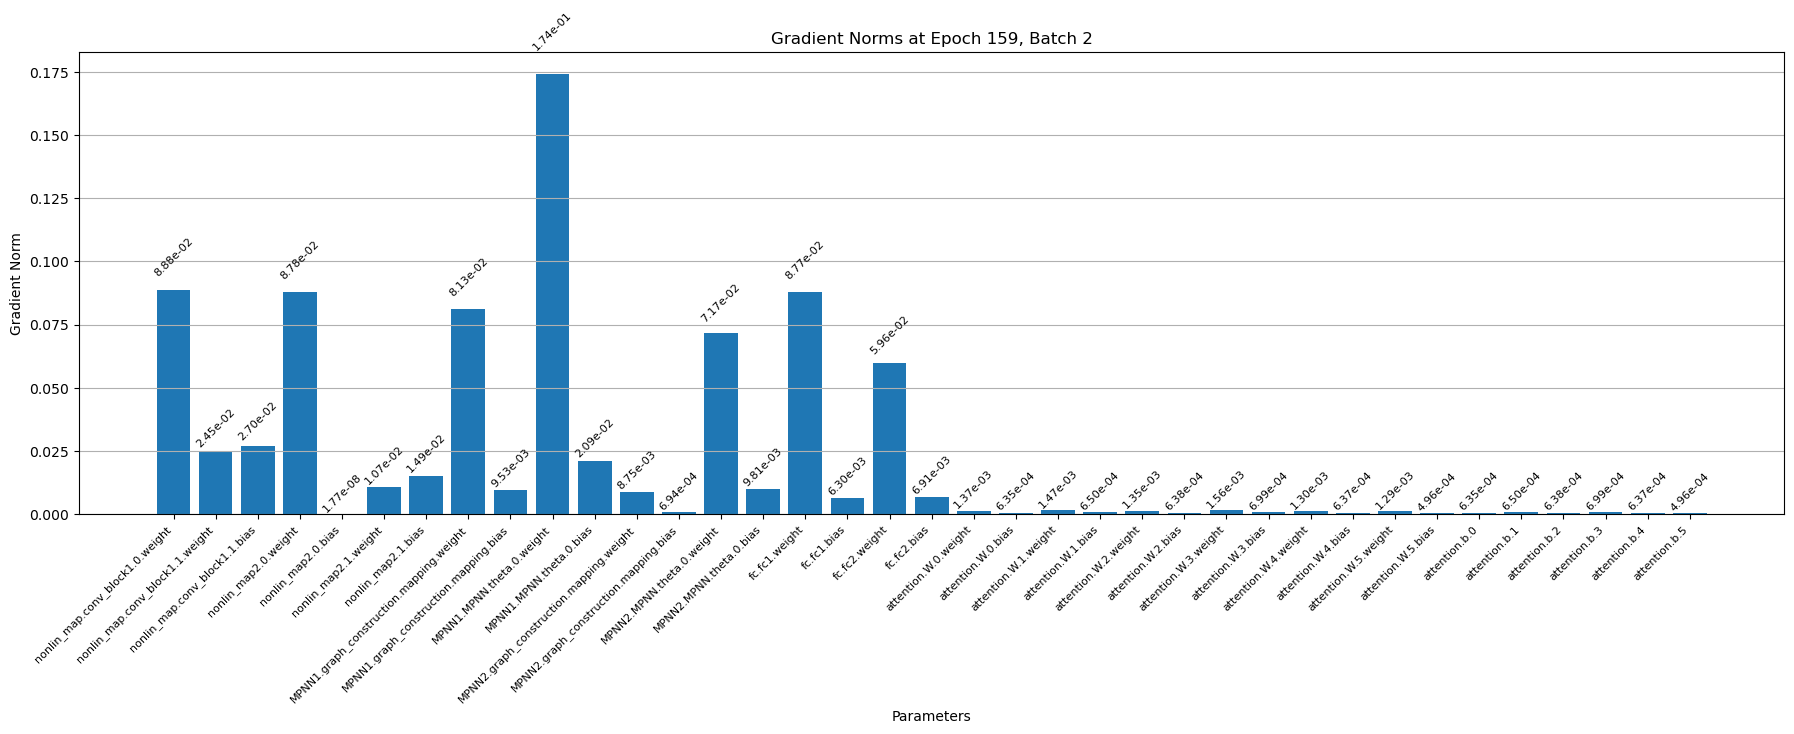 Gradient Norms at Epoch 159, Batch 2
Gradient Norm
0.175
0.150
0.125
0.100
0.075
0.050
0.025
0.000
8.88e-02
2.45e-02
2.70e-02
8.78e-02
1.77e-08
1.07e-02
1.49e-02
8.13e-02
9.53e-03
1.74e-01
2.09e-02
8.75e-03
6.94e-04
7.17e-02
9.81e-03
8.77e-02
6.30e-03
5.96e-02
6.91e-03
1.37e-03
6.35e-04
1.47e-03
6.50e-04
1.35e-03
6.38e-04
1.56e-03
6.99e-04
1.30e-03
6.37e-04
1.29e-03
4.96e-04
6.35e-04
6.50e-04
6.38e-04
6.99e-04
6.37e-04
4.96e-04
nonlin_map.conv_block1.0.weight
nonlin_map.conv_block1.1.weight
nonlin_map.conv_block1.1.bias
nonlin_map2.0.weight
nonlin_map2.0.bias
nonlin_map2.1.weight
nonlin_map2.1.bias
MPNN1.graph_construction.mapping.weight
MPNN1.graph_construction.mapping.bias
MPNN1.MPNN.theta.0.weight
MPNN1.MPNN.theta.0.bias
MPNN2.graph_construction.mapping.weight
MPNN2.graph_construction.mapping.bias
MPNN2.MPNN.theta.0.weight
MPNN2.MPNN.theta.0.bias
fc.fc1.weight
fc.fc1.bias
fc.fc2.weight
fc.fc2.bias
attention.W.0.weight
attention.W.0.bias
attention.W.1.weight
attention.W.1.bias
attention.W.2.weight
attention.W.2.bias
attention.W.3.weight
attention.W.3.bias
attention.W.4.weight
attention.W.4.bias
attention.W.5.weight
attention.W.5.bias
attention.b.0
attention.b.1
attention.b.2
attention.b.3
attention.b.4
attention.b.5
Parameters